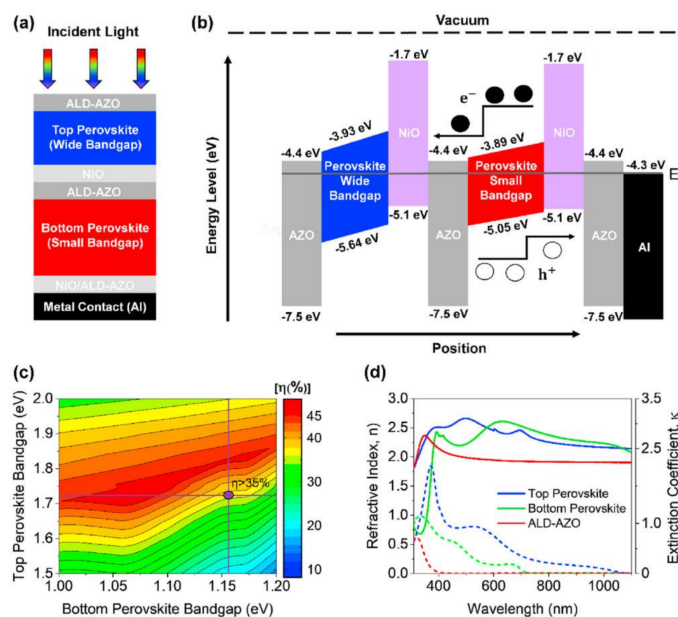 (a)
Incident Light
ALD-AZO
Top Perovskite
(Wide Bandgap)
NiO
ALD-AZO
Bottom Perovskite
(Small Bandgap)
NiO/ALD-AZO
Metal Contact (Al)
(b)
Vacuum
Energy Level (eV)
-1.7 eV
-1.7 eV
e⁻
-3.93 eV
NiO
-3.89 eV
NiO
-4.4 eV
-4.4 eV
-4.4 eV
-4.3 eV
Perovskite
Wide
Bandgap
Perovskite
Small
Bandgap
E
-5.1 eV
-5.05 eV
-5.1 eV
AZO
-5.64 eV
AZO
AZO
Al
h⁺
-7.5 eV
-7.5 eV
-7.5 eV
Position
(c)
[η(%)]
Top Perovskite Bandgap (eV)
2.0
1.9
1.8
1.7
1.6
1.5
η>35%
1.00
1.05
1.10
1.15
1.20
Bottom Perovskite Bandgap (eV)
45
40
35
30
25
20
15
10
(d)
Refractive Index, n
3.0
2.5
2.0
1.5
1.0
0.5
0.0
Top Perovskite
Bottom Perovskite
ALD-AZO
3.5
3.0
1.0
0
Extinction Coefficient, κ
400
600
800
1000
Wavelength (nm)